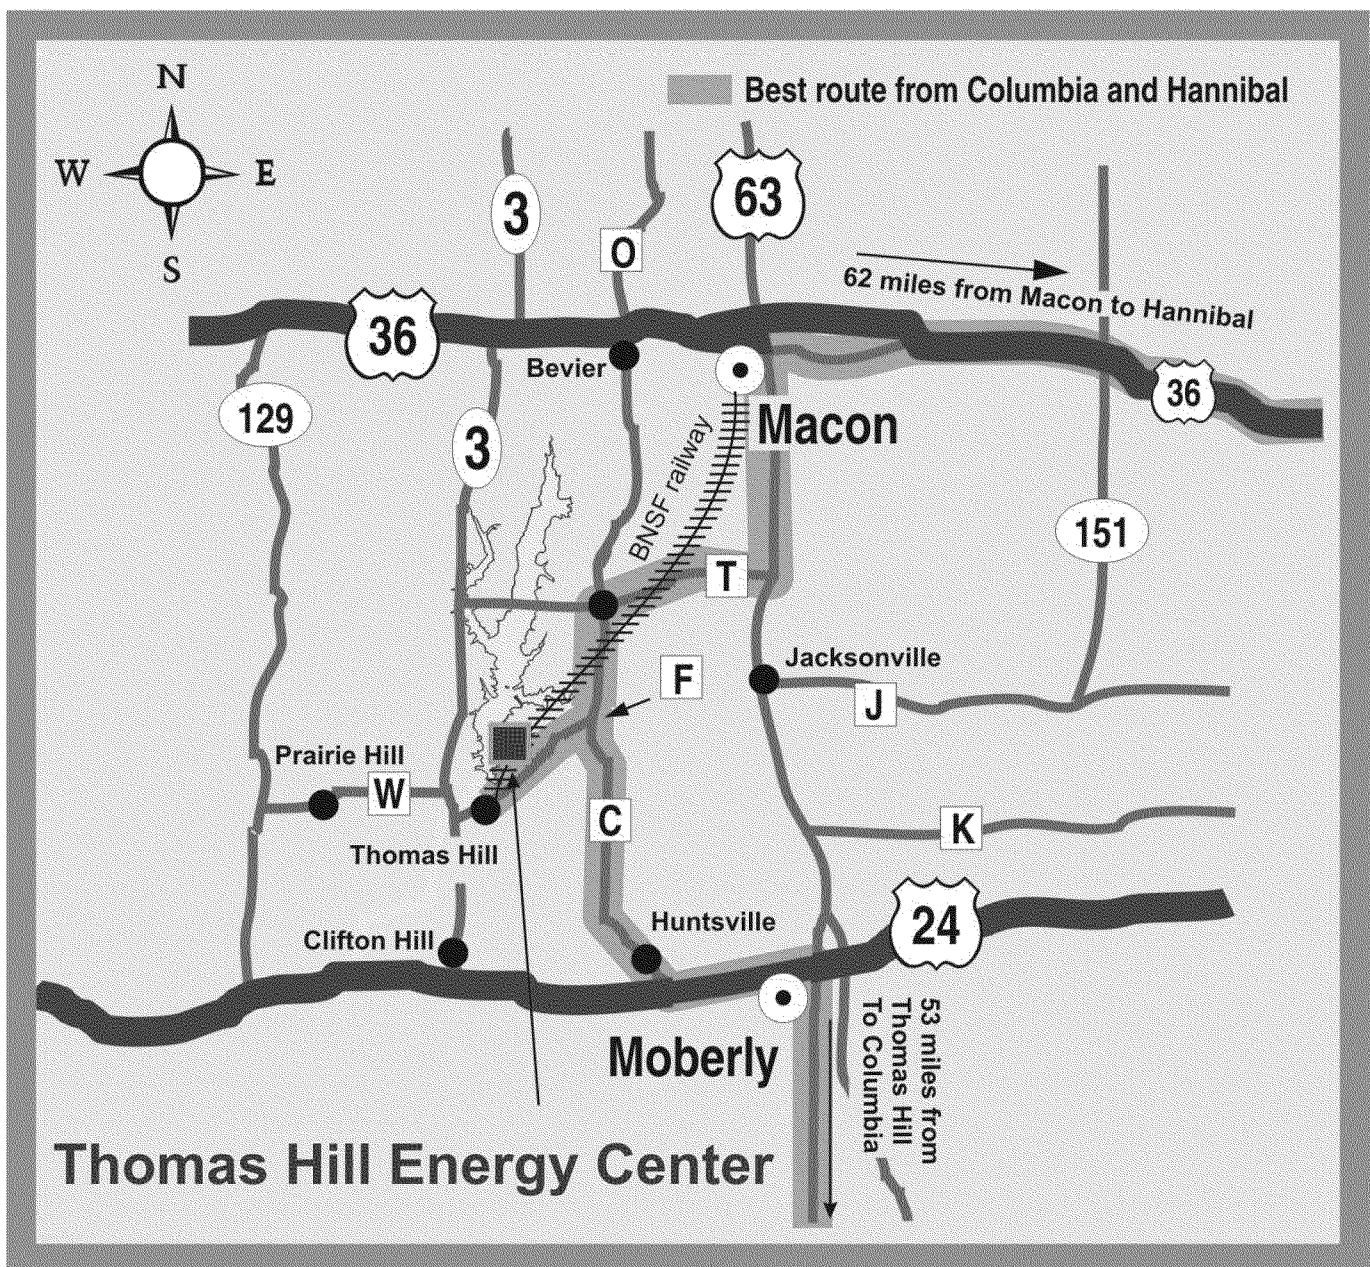 N
W
E
S
Best route from Columbia and Hannibal
3
O
63
62 miles from Macon to Hannibal
36
Bevier
36
129
3
Macon
BNSF railway
151
T
Jacksonville
F
J
Prairie Hill
W
C
K
Thomas Hill
Huntsville
24
Clifton Hill
53 miles from
Thomas Hill
To Columbia
Moberly
Thomas Hill Energy Center